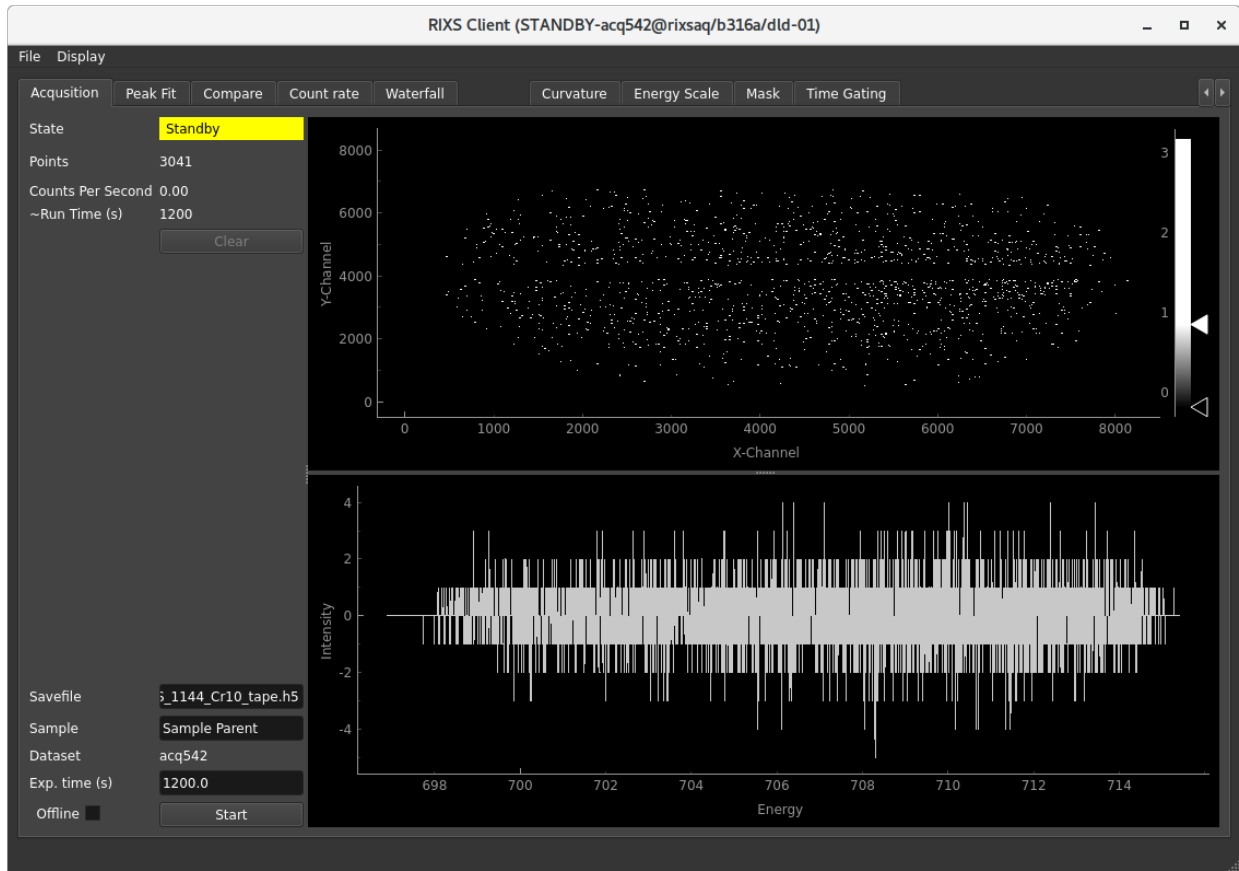 RIXS Client (STANDBY-acq542@rixsaq/b316a/dld-01)
File Display
Acqusition Peak Fit Compare Count rate Waterfall Curvature Energy Scale Mask Time Gating
State Standby
Points 3041
Counts Per Second 0.00
~Run Time (s) 1200
Clear
8000
6000
4000
2000
0
Y-Channel
0 1000 2000 3000 4000 5000 6000 7000 8000
X-Channel
3
2
1
0
4
2
0
-2
-4
Intensity
698 700 702 704 706 708 710 712 714
Energy
Savefile _1144_Cr10_tape.h5
Sample Sample Parent
Dataset acq542
Exp. time (s) 1200.0
Offline Start